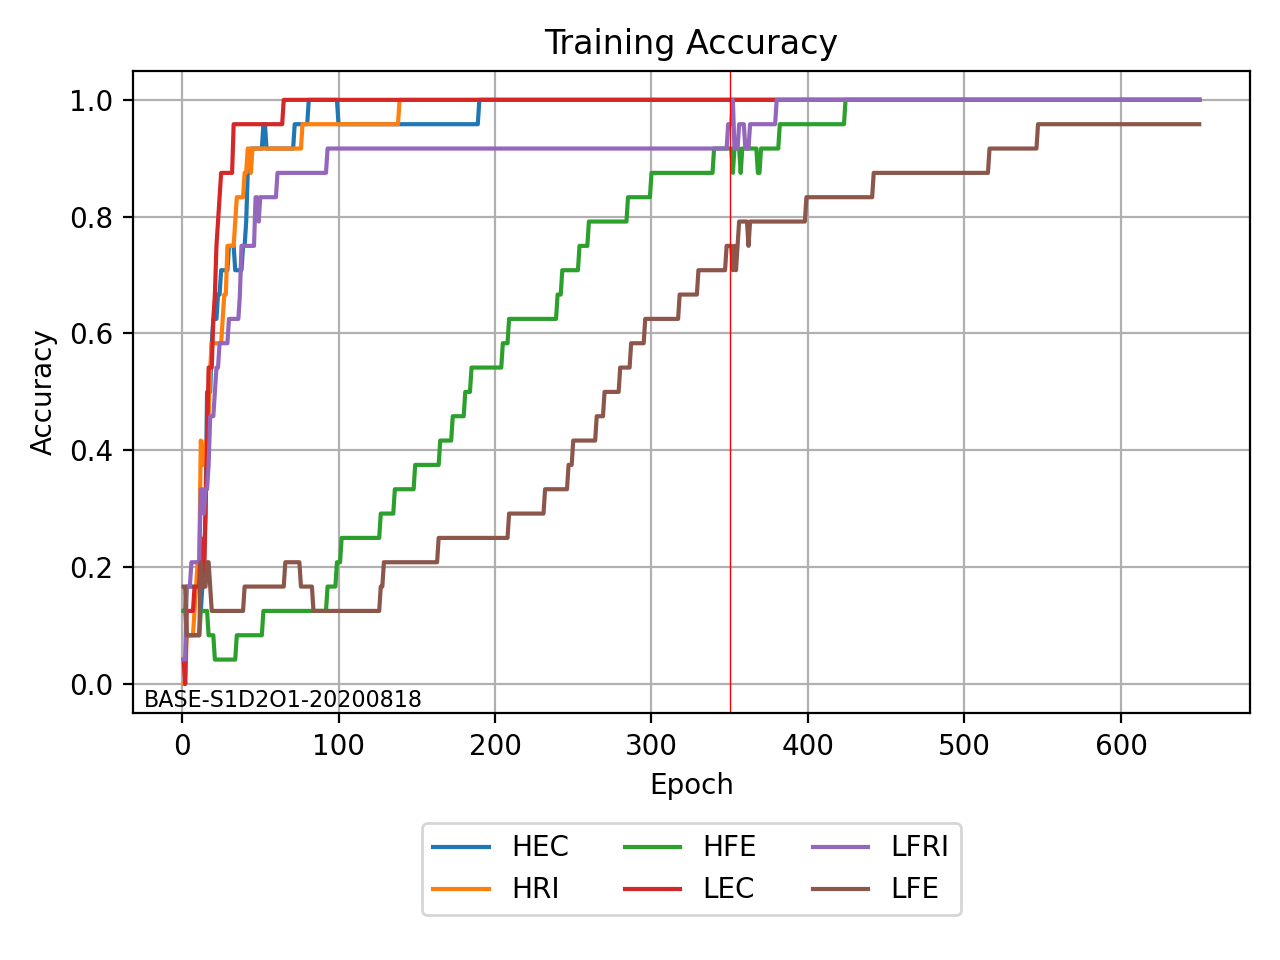 Training Accuracy
Accuracy
1.0
0.8
0.6
0.4
0.2
0.0
BASE-S1D2O1-20200818
0 100 200 300 400 500 600
Epoch
HEC HFE LFRI
HRI LEC LFE